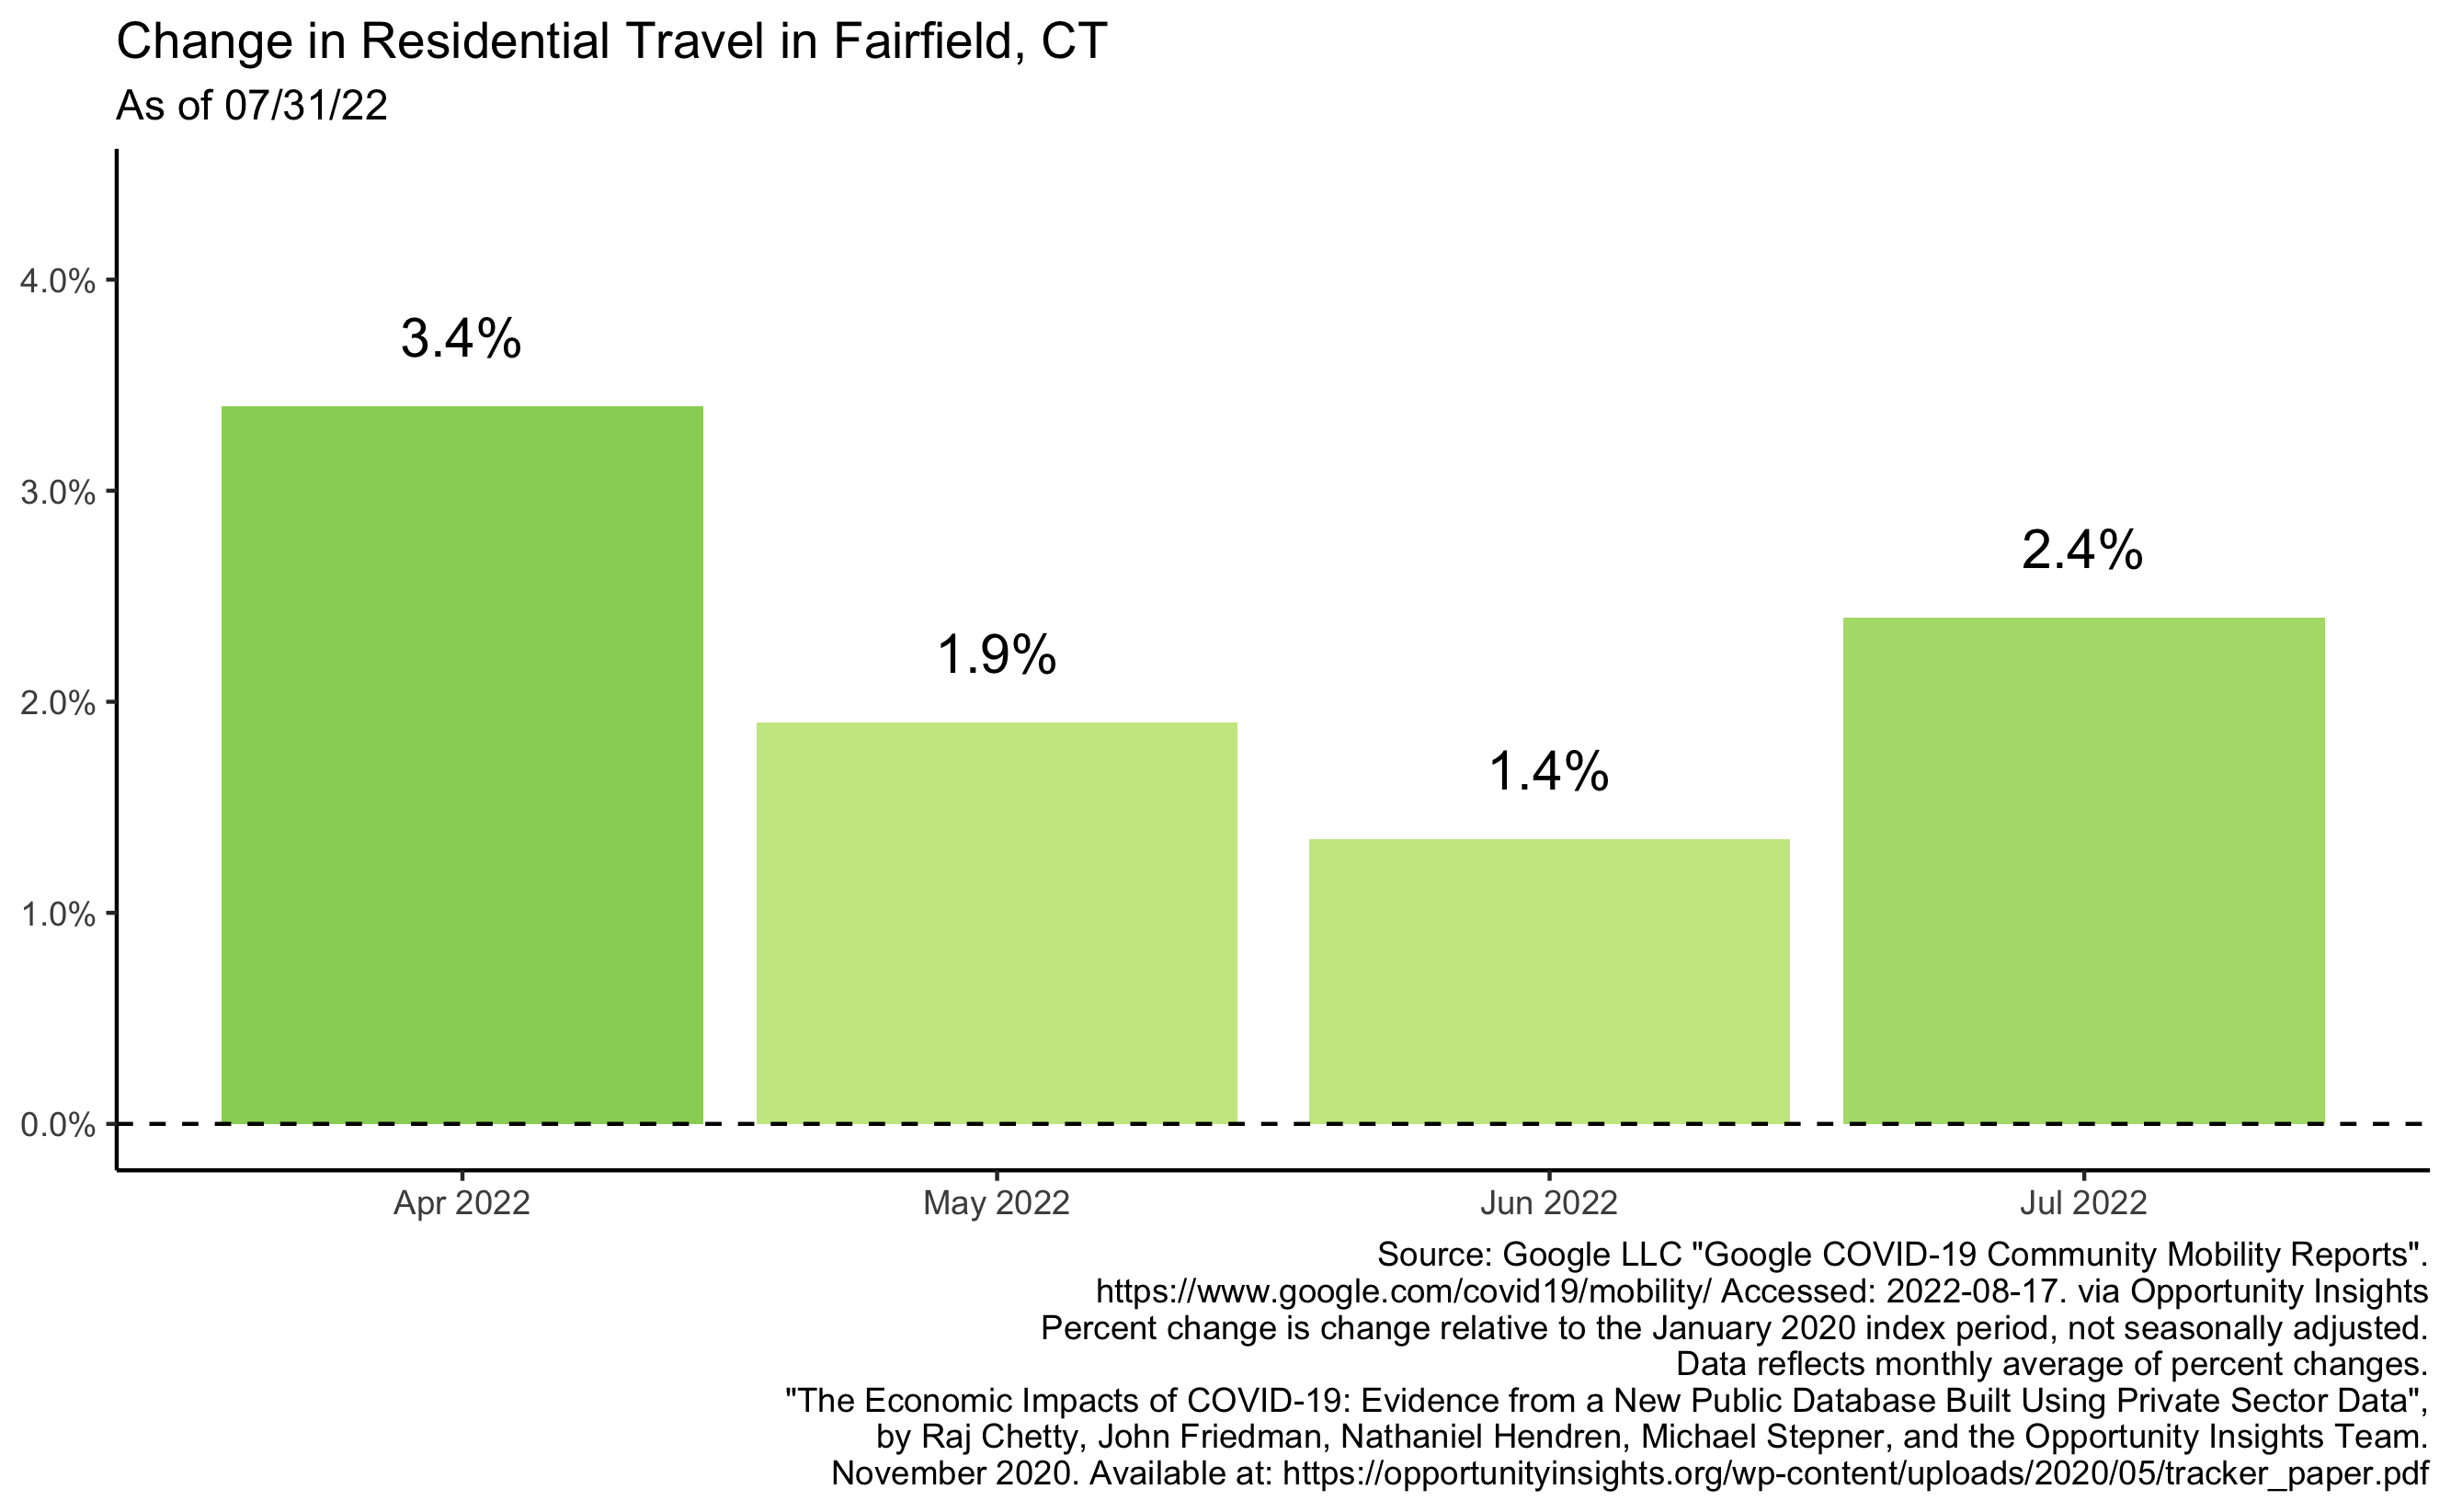 Change in Residential Travel in Fairfield, CT
As of 07/31/22
4.0%
3.0%
2.0%
1.0%
0.0%
3.4%
1.9%
1.4%
2.4%
Apr 2022
May 2022
Jun 2022
Jul 2022
Source: Google LLC "Google COVID-19 Community Mobility Reports".
https://www.google.com/covid19/mobility/ Accessed: 2022-08-17. via Opportunity Insights
Percent change is change relative to the January 2020 index period, not seasonally adjusted.
Data reflects monthly average of percent changes.
"The Economic Impacts of COVID-19: Evidence from a New Public Database Built Using Private Sector Data",
by Raj Chetty, John Friedman, Nathaniel Hendren, Michael Stepner, and the Opportunity Insights Team.
November 2020. Available at: https://opportunityinsights.org/wp-content/uploads/2020/05/tracker_paper.pdf